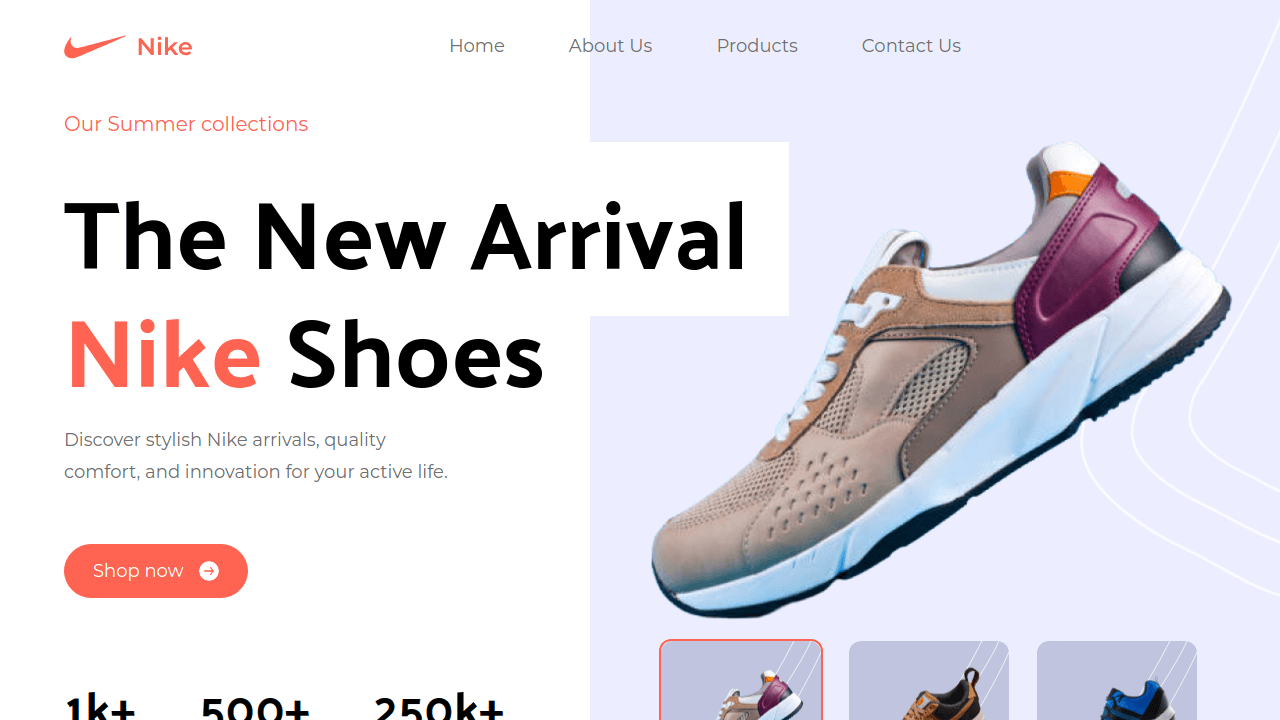 Nike
Home
About Us
Products
Contact Us
Our Summer collections
The New Arrival
Nike Shoes
Discover stylish Nike arrivals, quality
comfort, and innovation for your active life.
Shop now
1k+
500+
250k+